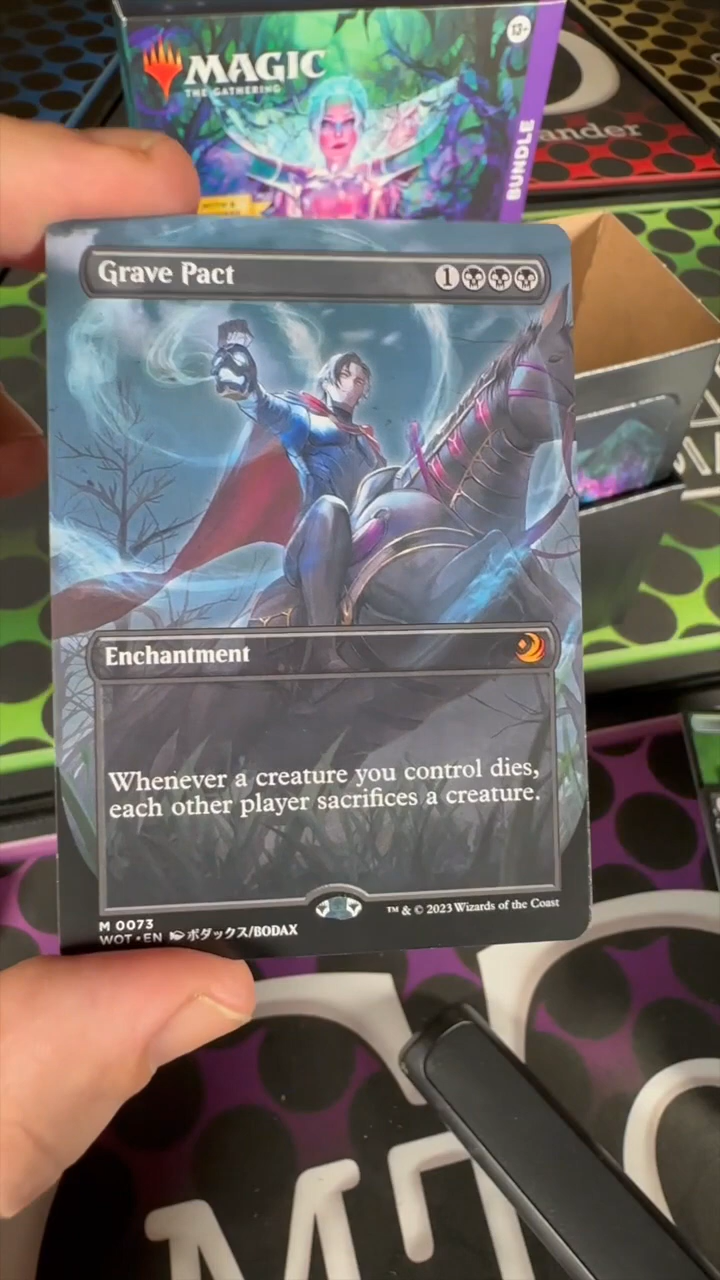 MAGIC
THE GATHERING
13+
BUNDLE
ander
Grave Pact
1
Enchantment
Whenever a creature you control dies,
each other player sacrifices a creature.
M 0073
WOT • EN ボダックス/BODAX
™ & © 2023 Wizards of the Coast